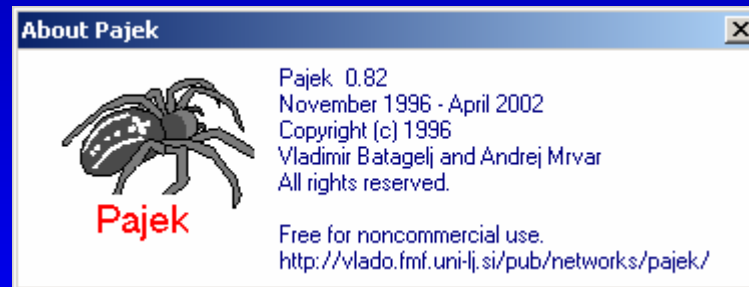 About Pajek
Pajek 0.82
November 1996 - April 2002
Copyright (c) 1996
Vladimir Batagelj and Andrej Mrvar
All rights reserved.
Pajek
Free for noncommercial use.
http://vlado.fmf.uni-lj.si/pub/networks/pajek/